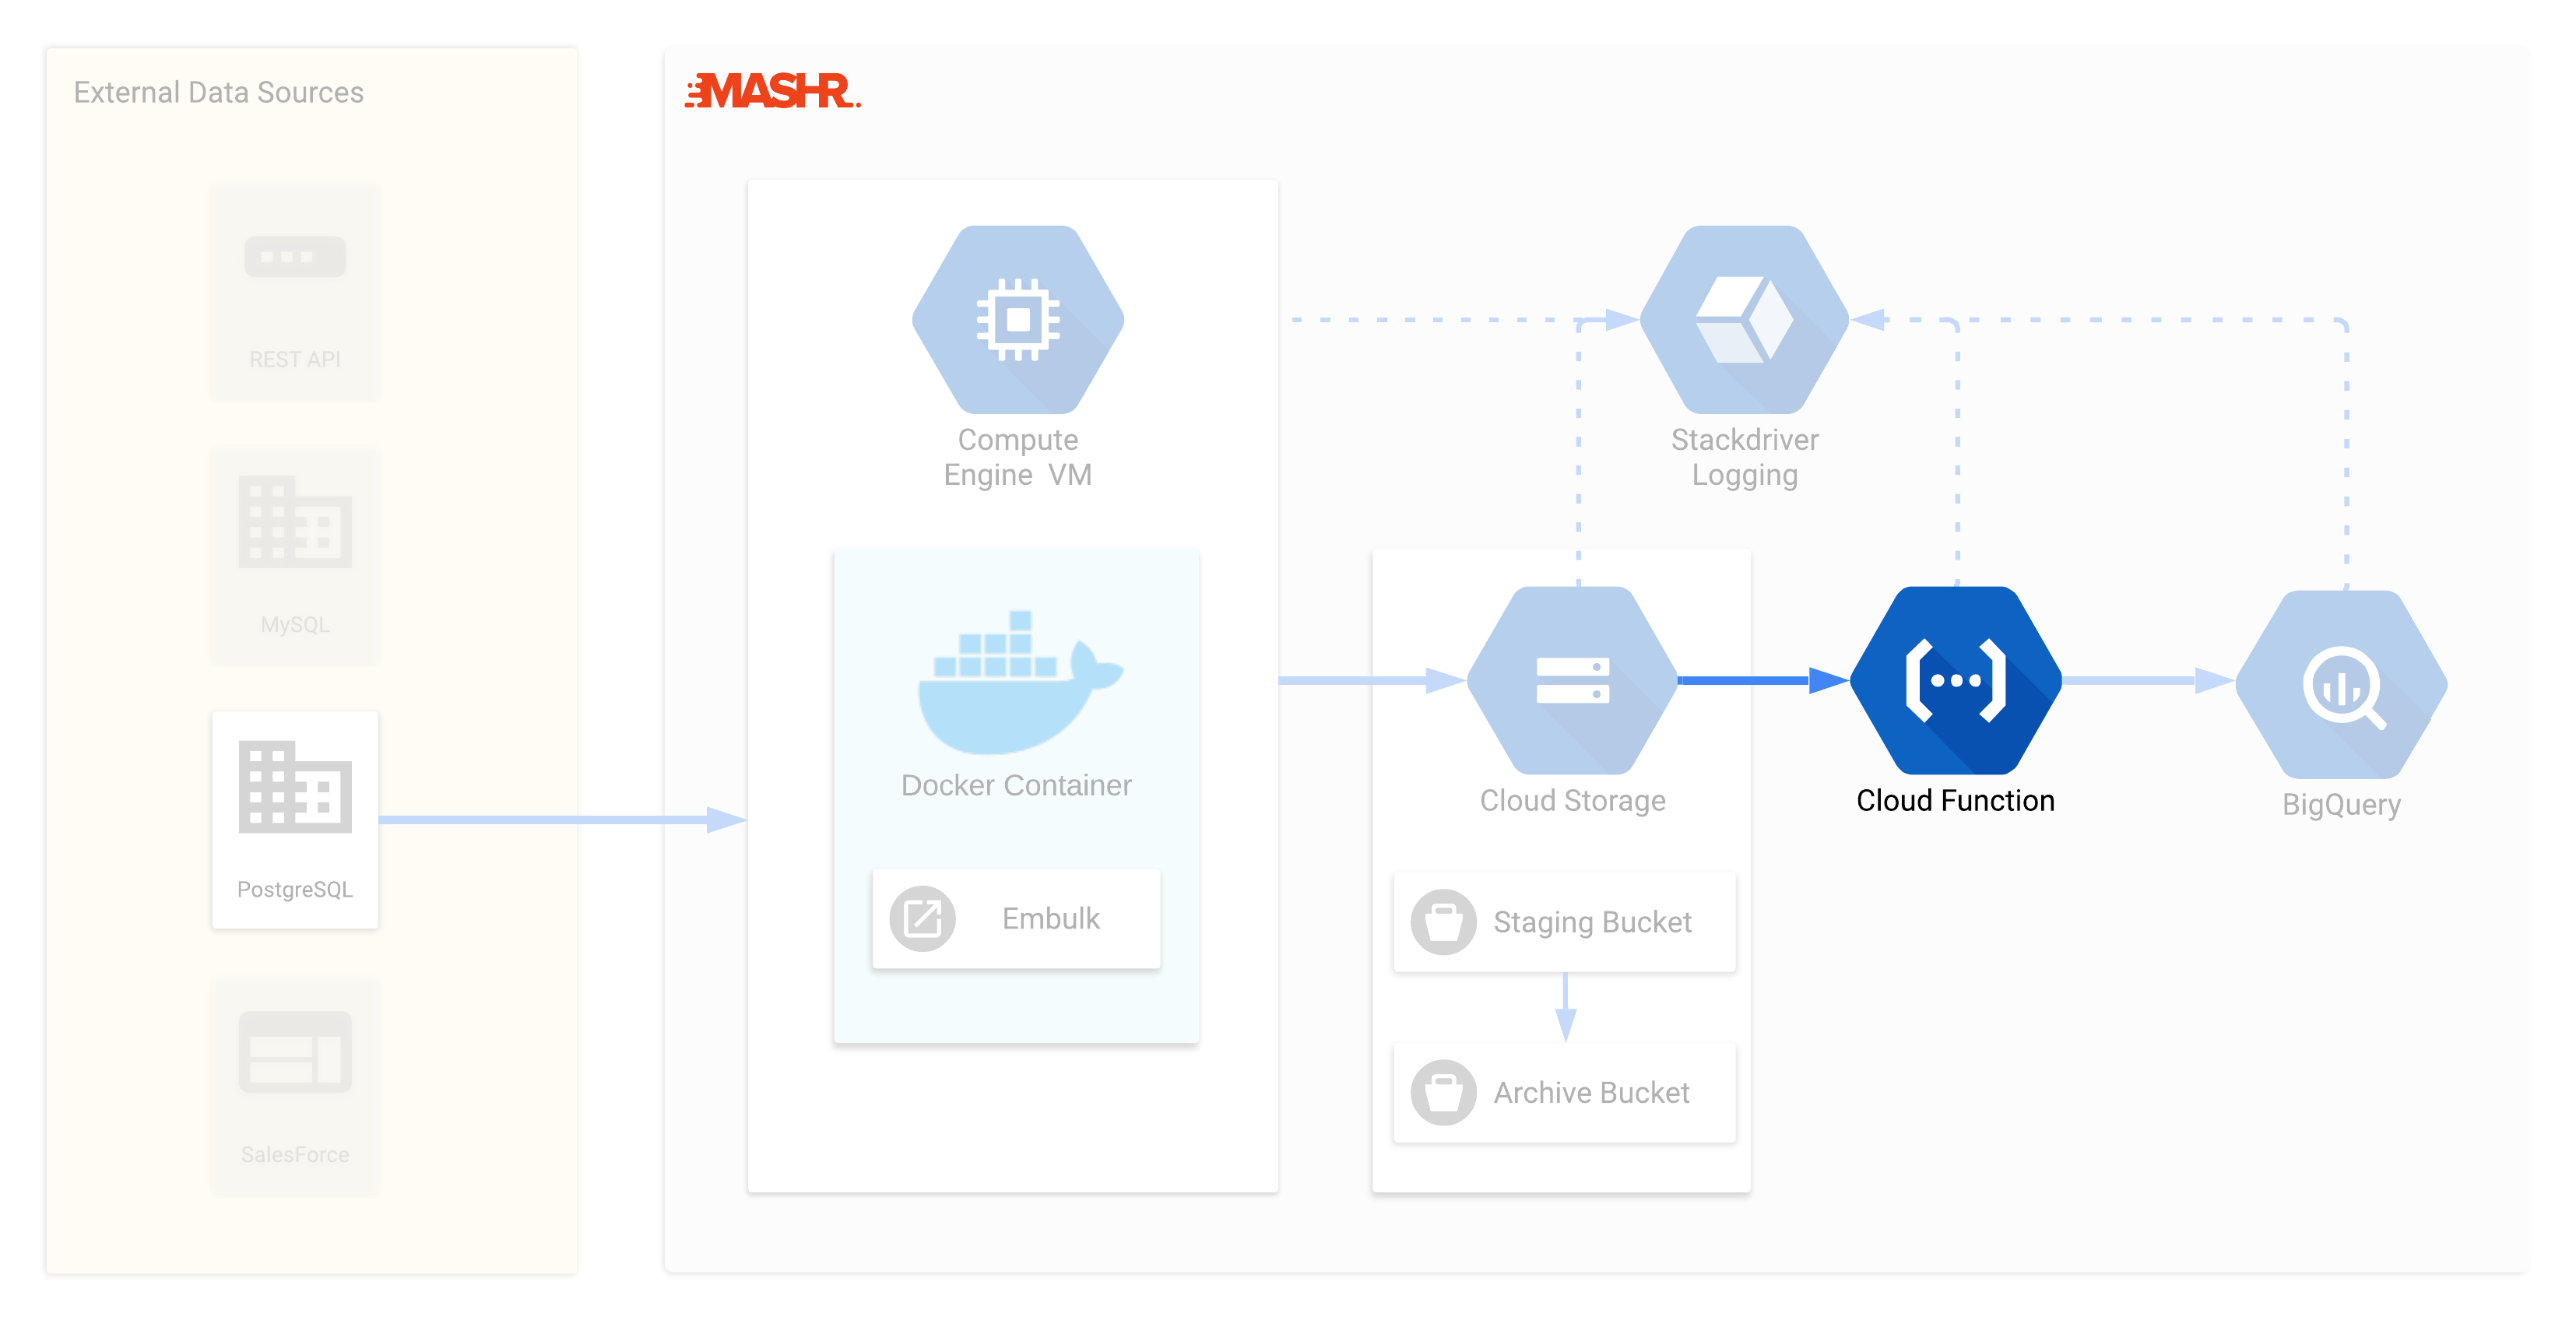 External Data Sources
REST API
MySQL
PostgreSQL
SalesForce
MASHR
Compute
Engine VM
Docker Container
Embulk
Stackdriver
Logging
Cloud Storage
Staging Bucket
Archive Bucket
Cloud Function
BigQuery